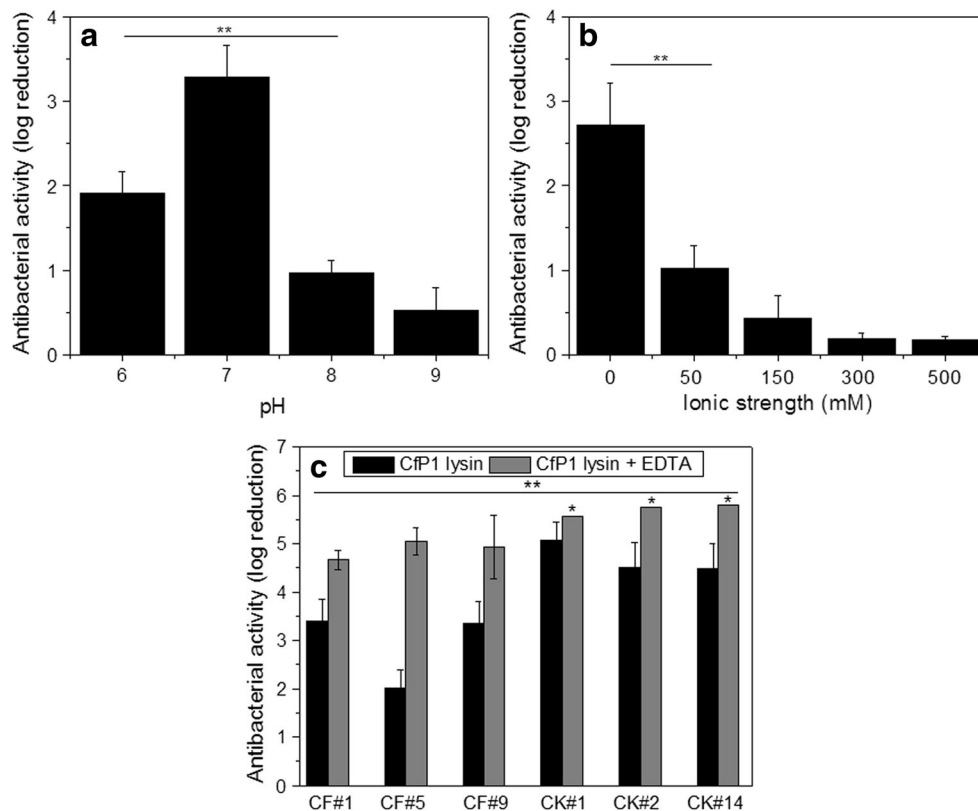 a
**
Antibacterial activity (log reduction)
4
3
2
1
0
6 7 8 9
pH
b
**
Antibacterial activity (log reduction)
4
3
2
1
0
0 50 150 300 500
Ionic strength (mM)
c
CfP1 lysin CfP1 lysin + EDTA
**
* * *
Antibacterial activity (log reduction)
7
6
5
4
3
2
1
0
CF#1 CF#5 CF#9 CK#1 CK#2 CK#14